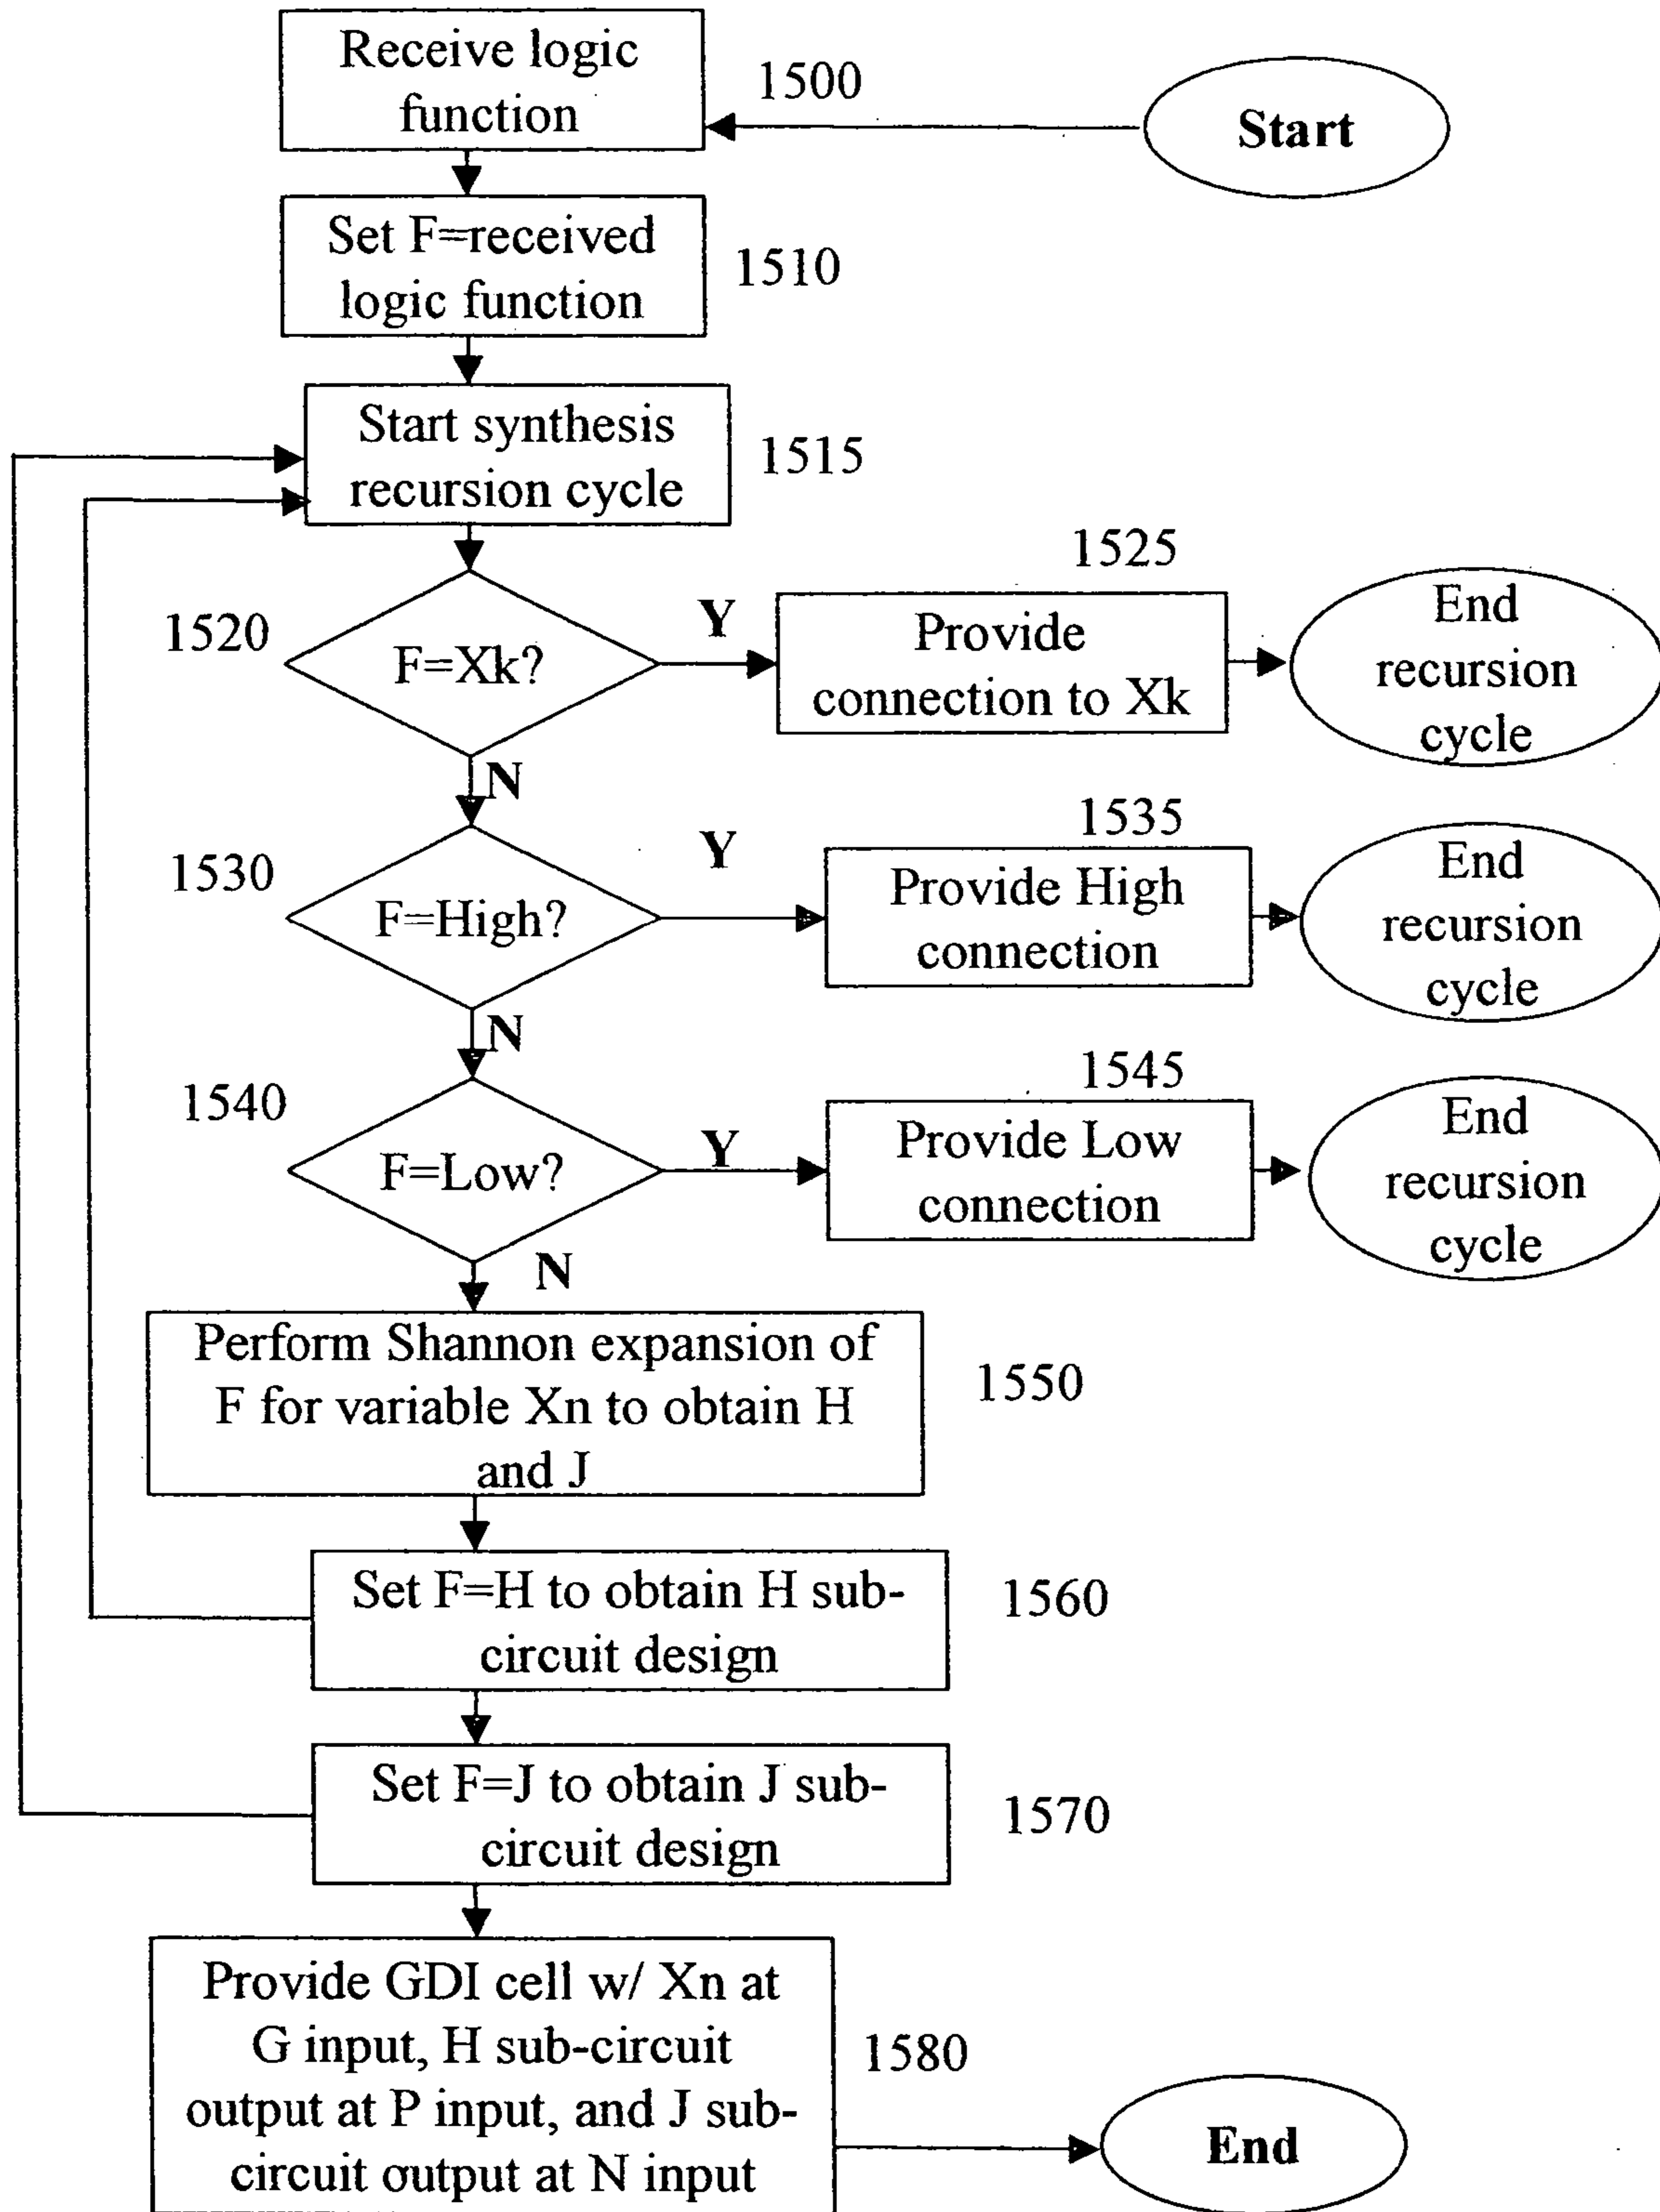 Receive logic
function
1500
Start
Set F=received
logic function
1510
Start synthesis
recursion cycle
1515
1520
F=Xk?
Y
1525
Provide
connection to Xk
End
recursion
cycle
N
1530
F=High?
Y
1535
Provide High
connection
End
recursion
cycle
N
1540
F=Low?
Y
1545
Provide Low
connection
End
recursion
cycle
N
Perform Shannon expansion of
F for variable Xn to obtain H
and J
1550
Set F=H to obtain H sub-
circuit design
1560
Set F=J to obtain J sub-
circuit design
1570
Provide GDI cell w/ Xn at
G input, H sub-circuit
output at P input, and J sub-
circuit output at N input
1580
End